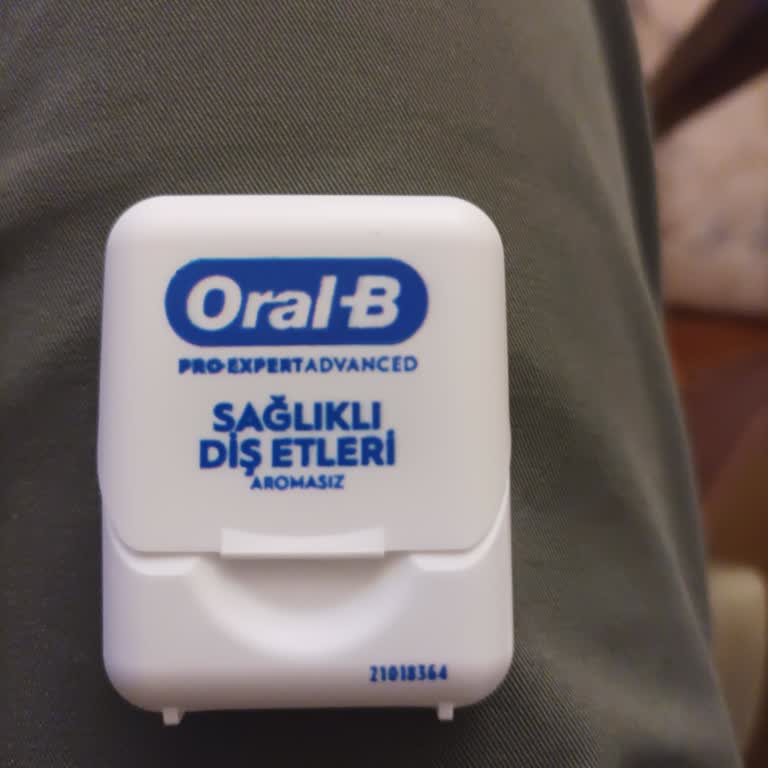 Oral-B
PRO-EXPERTADVANCED
SAĞLIKLI
DİŞ ETLERİ
AROMASIZ
21018364